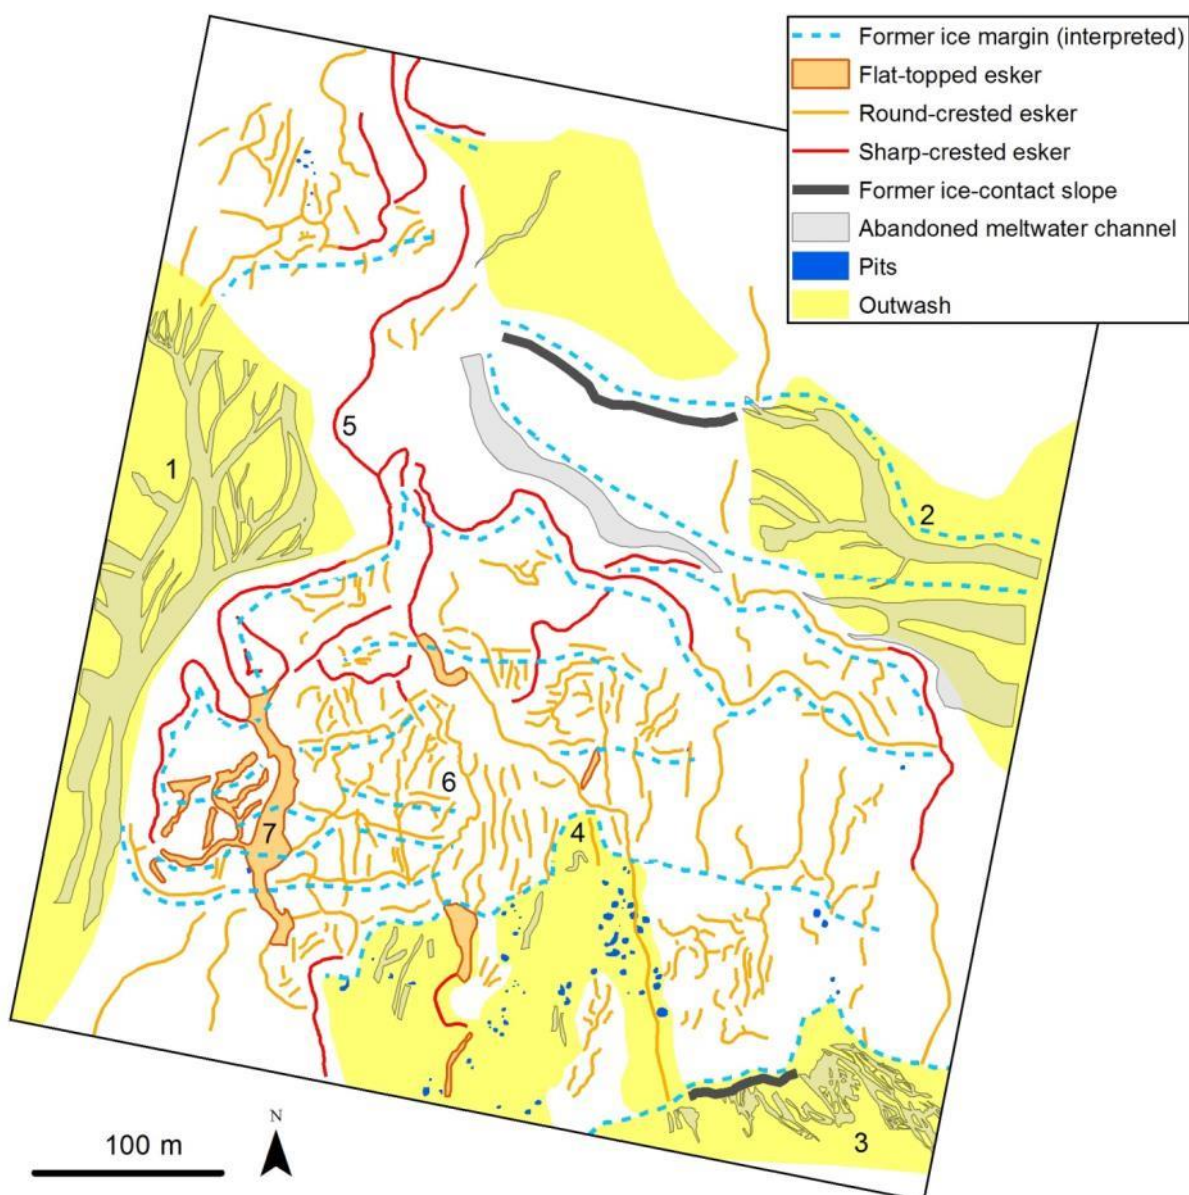 Former ice margin (interpreted)
Flat-topped esker
Round-crested esker
Sharp-crested esker
Former ice-contact slope
Abandoned meltwater channel
Pits
Outwash
5
1
2
6
7
4
3
100 m
N